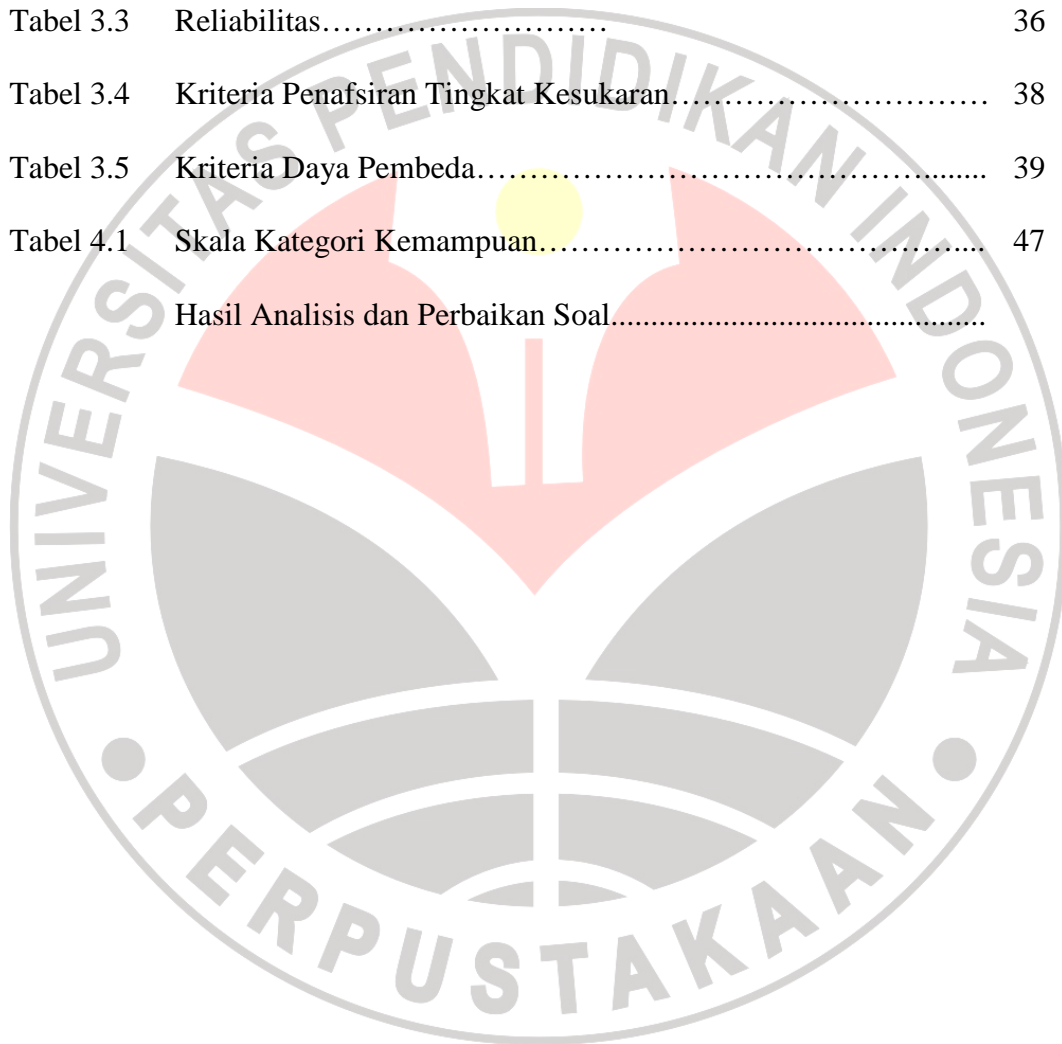 Tabel 3.3 Reliabilitas……………………… 36
Tabel 3.4 Kriteria Penafsiran Tingkat Kesukaran………………………… 38
Tabel 3.5 Kriteria Daya Pembeda……………………………………........ 39
Tabel 4.1 Skala Kategori Kemampuan…………………………………..... 47
Hasil Analisis dan Perbaikan Soal...............................................
UNIVERSITAS PENDIDIKAN INDONESIA
PERPUSTAKAAN